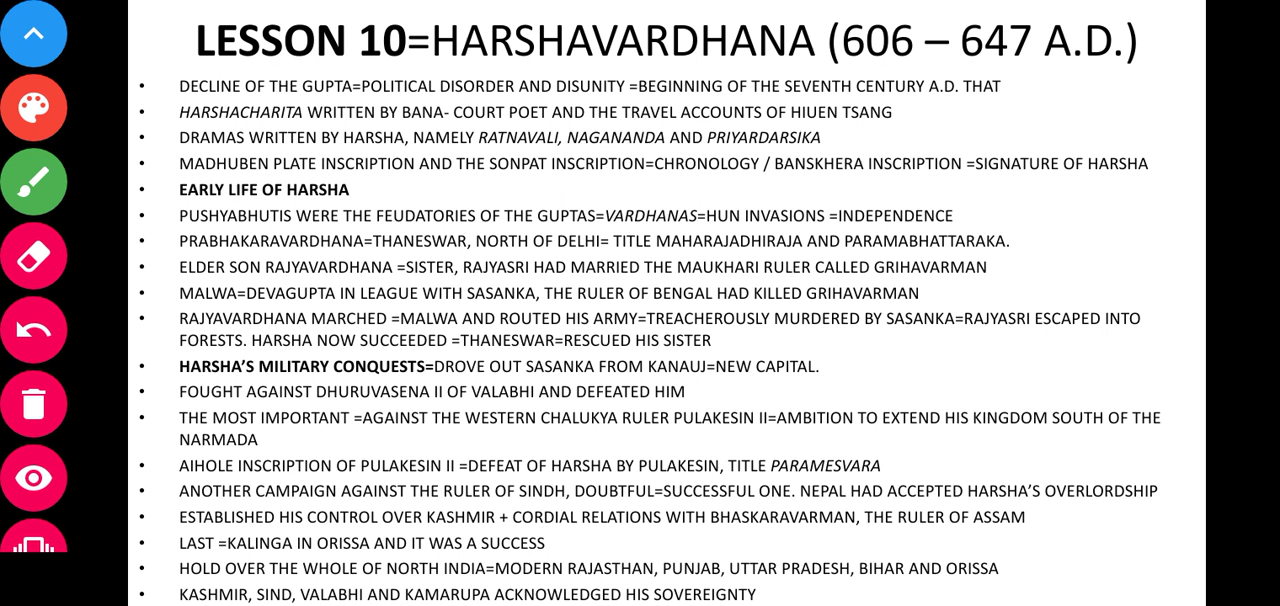 LESSON 10=HARSHAVARDHANA (606 – 647 A.D.)
• DECLINE OF THE GUPTA=POLITICAL DISORDER AND DISUNITY =BEGINNING OF THE SEVENTH CENTURY A.D. THAT
• HARSHACHARITA WRITTEN BY BANA- COURT POET AND THE TRAVEL ACCOUNTS OF HIUEN TSANG
• DRAMAS WRITTEN BY HARSHA, NAMELY RATNAVALI, NAGANANDA AND PRIYARDARSIKA
• MADHUBEN PLATE INSCRIPTION AND THE SONPAT INSCRIPTION=CHRONOLOGY / BANSKHERA INSCRIPTION =SIGNATURE OF HARSHA
• EARLY LIFE OF HARSHA
• PUSHYABHUTIS WERE THE FEUDATORIES OF THE GUPTAS=VARDHANAS=HUN INVASIONS =INDEPENDENCE
• PRABHAKARAVARDHANA=THANESWAR, NORTH OF DELHI= TITLE MAHARAJADHIRAJA AND PARAMABHATTARAKA.
• ELDER SON RAJYAVARDHANA =SISTER, RAJYASRI HAD MARRIED THE MAUKHARI RULER CALLED GRIHAVARMAN
• MALWA=DEVAGUPTA IN LEAGUE WITH SASANKA, THE RULER OF BENGAL HAD KILLED GRIHAVARMAN
• RAJYAVARDHANA MARCHED =MALWA AND ROUTED HIS ARMY=TREACHEROUSLY MURDERED BY SASANKA=RAJYASRI ESCAPED INTO
FORESTS. HARSHA NOW SUCCEEDED =THANESWAR=RESCUED HIS SISTER
• HARSHA'S MILITARY CONQUESTS=DROVE OUT SASANKA FROM KANAUJ=NEW CAPITAL.
• FOUGHT AGAINST DHURUVASENA II OF VALABHI AND DEFEATED HIM
• THE MOST IMPORTANT =AGAINST THE WESTERN CHALUKYA RULER PULAKESIN II=AMBITION TO EXTEND HIS KINGDOM SOUTH OF THE
NARMADA
• AIHOLE INSCRIPTION OF PULAKESIN II =DEFEAT OF HARSHA BY PULAKESIN, TITLE PARAMESVARA
• ANOTHER CAMPAIGN AGAINST THE RULER OF SINDH, DOUBTFUL=SUCCESSFUL ONE. NEPAL HAD ACCEPTED HARSHA'S OVERLORDSHIP
• ESTABLISHED HIS CONTROL OVER KASHMIR + CORDIAL RELATIONS WITH BHASKARAVARMAN, THE RULER OF ASSAM
• LAST =KALINGA IN ORISSA AND IT WAS A SUCCESS
• HOLD OVER THE WHOLE OF NORTH INDIA=MODERN RAJASTHAN, PUNJAB, UTTAR PRADESH, BIHAR AND ORISSA
• KASHMIR, SIND, VALABHI AND KAMARUPA ACKNOWLEDGED HIS SOVEREIGNTY